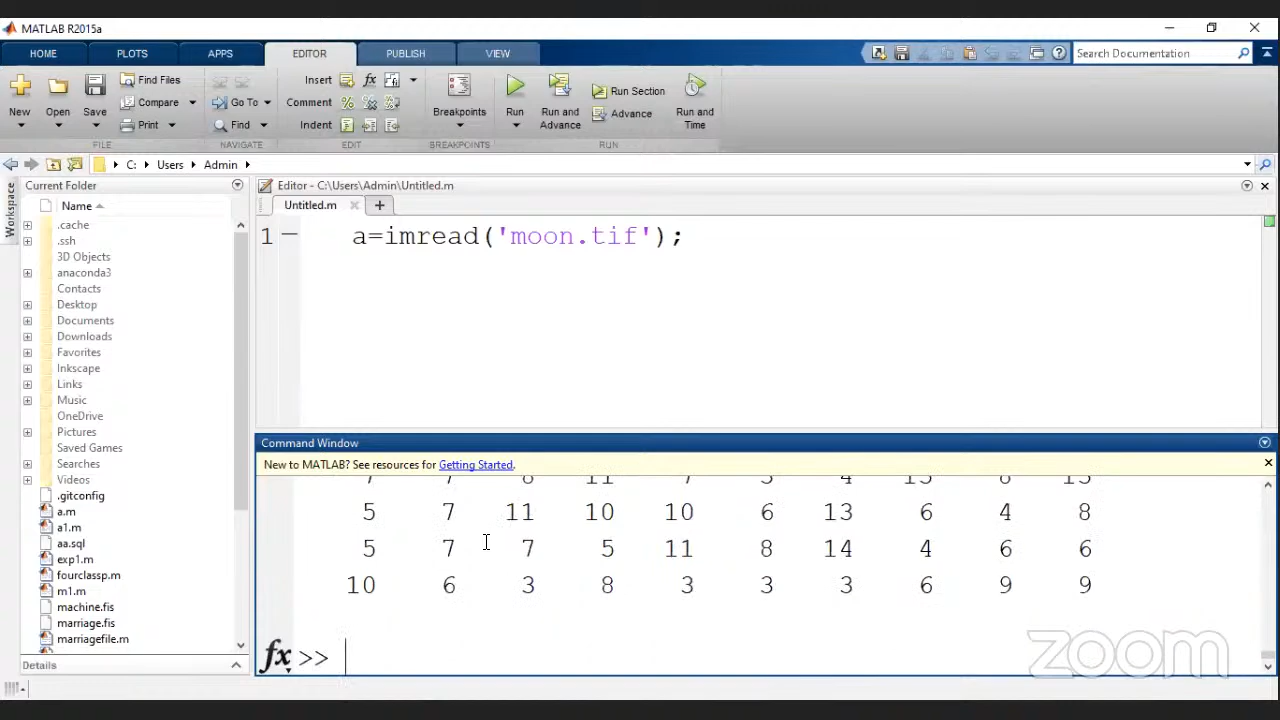 MATLAB R2015a
HOME PLOTS APPS EDITOR PUBLISH VIEW Search Documentation
New Open Save Find Files Compare Print Go To Find Insert Comment Indent fx Breakpoints Run Run and Advance Run Section Advance Run and Time
FILE NAVIGATE EDIT BREAKPOINTS RUN
C: Users Admin
Workspace
Current Folder
Name
.cache
.ssh
3D Objects
anaconda3
Contacts
Desktop
Documents
Downloads
Favorites
Inkscape
Links
Music
OneDrive
Pictures
Saved Games
Searches
Videos
.gitconfig
a.m
a1.m
aa.sql
exp1.m
fourclassp.m
m1.m
machine.fis
marriage.fis
marriagefile.m
Details
Editor - C:\Users\Admin\Untitled.m
Untitled.m
1 a=imread('moon.tif');
Command Window
New to MATLAB? See resources for Getting Started.
5 7 11 10 10 6 13 6 4 8
5 7 7 5 11 8 14 4 6 6
10 6 3 8 3 3 3 6 9 9
fx >>
zoom